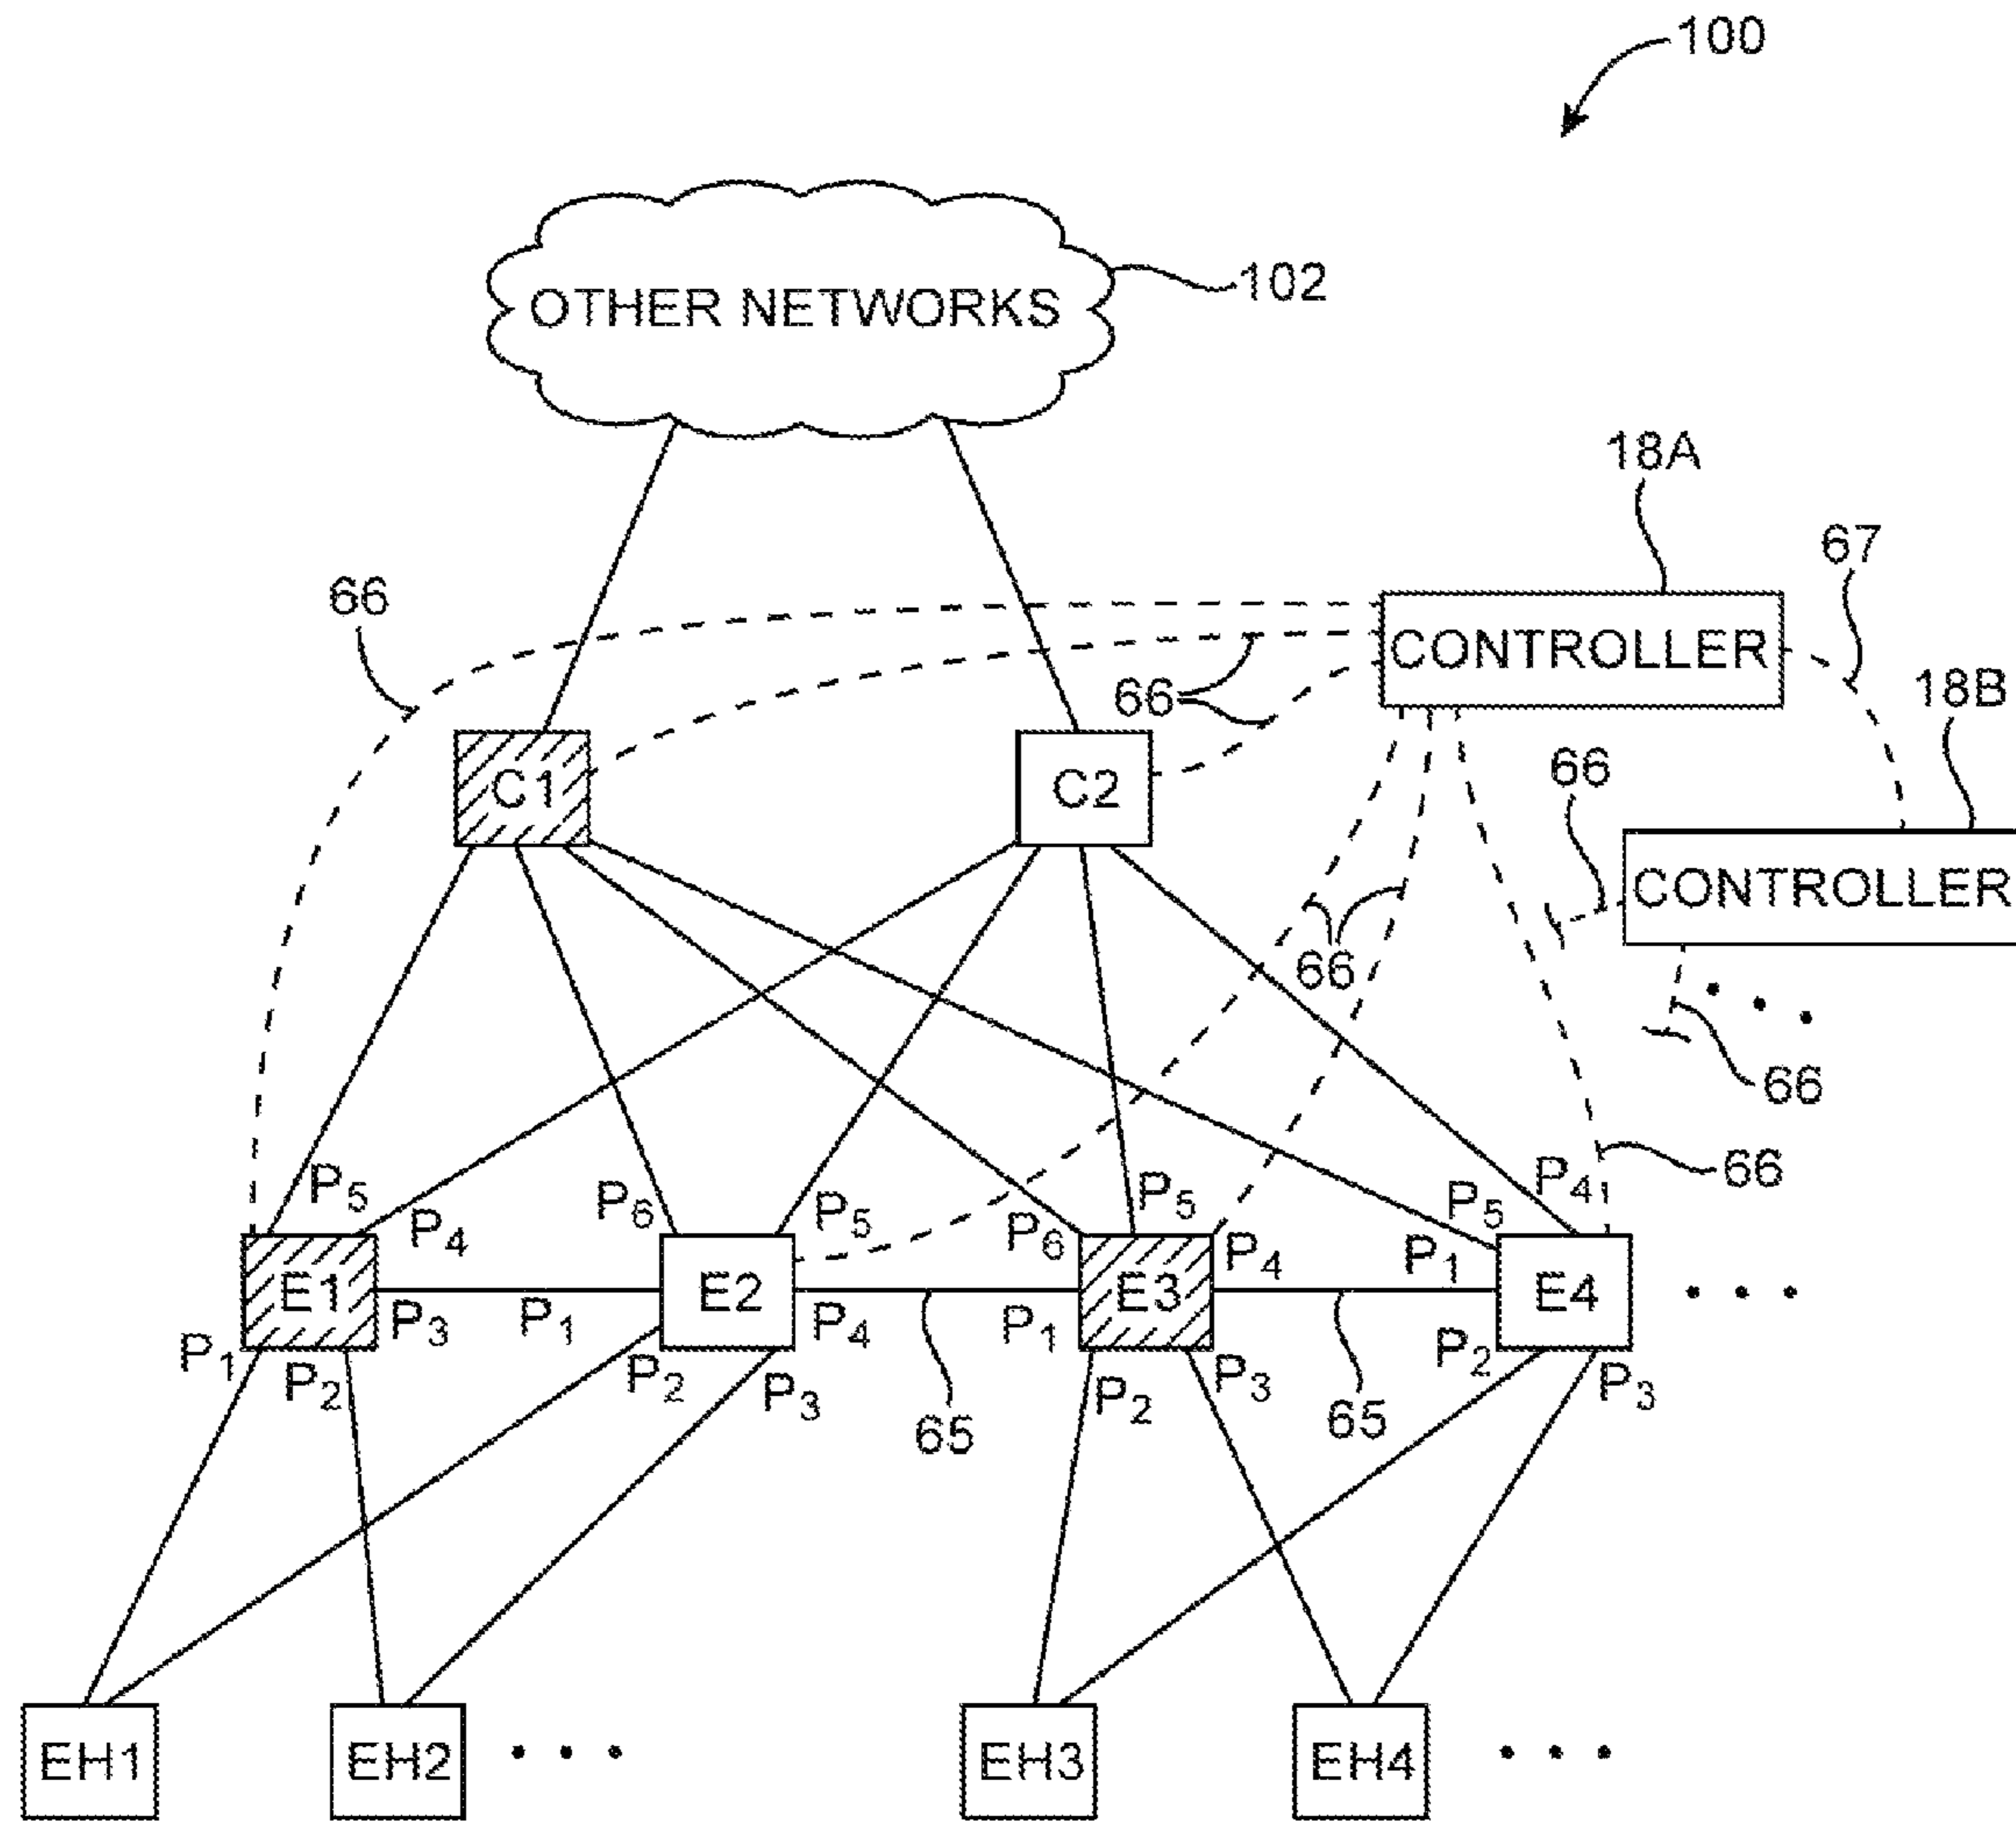 100
OTHER NETWORKS
102
18A
67
66
CONTROLLER
18B
66
C1
C2
66
CONTROLLER
66
66
66
P5
P4
P6
P5
P5
P6
P4
P5
P4
P1
E1
E2
E3
E4
P1
P2
P3
P1
P2
P3
P4
65
P1
P2
P3
65
P2
P3
EH1
EH2
EH3
EH4